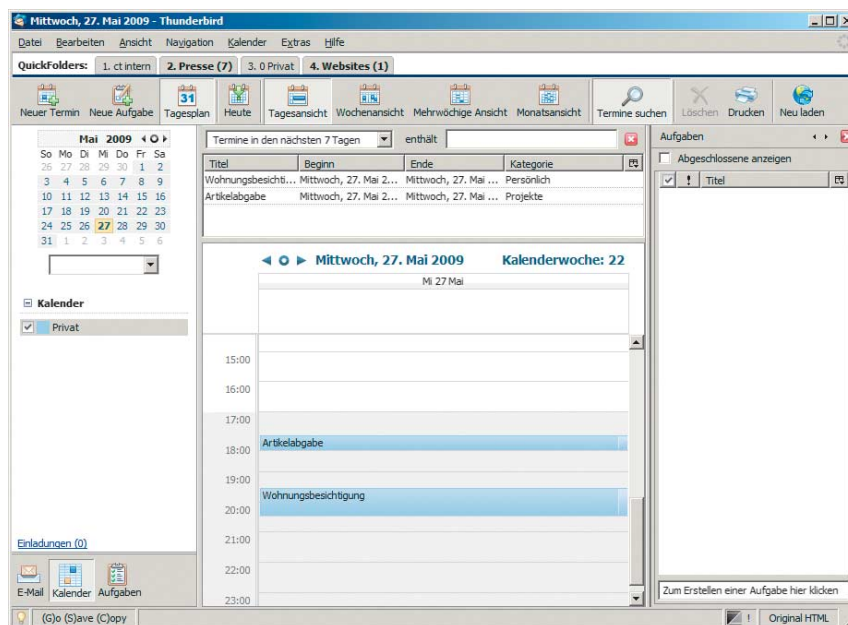 Mittwoch, 27. Mai 2009 - Thunderbird
Datei Bearbeiten Ansicht Navigation Kalender Extras Hilfe
QuickFolders: 1. ct intern 2. Presse (7) 3. 0 Privat 4. Websites (1)
31
Neuer Termin Neue Aufgabe Tagesplan Heute Tagesansicht Wochenansicht Mehrwöchige Ansicht Monatsansicht Termine suchen Löschen Drucken Neu laden
Mai 2009
So Mo Di Mi Do Fr Sa
26 27 28 29 30 1 2
3 4 5 6 7 8 9
10 11 12 13 14 15 16
17 18 19 20 21 22 23
24 25 26 27 28 29 30
31 1 2 3 4 5 6
Kalender
Privat
Einladungen (0)
E-Mail Kalender Aufgaben
Termine in den nächsten 7 Tagen enthält
Titel Beginn Ende Kategorie
Wohnungsbesichti... Mittwoch, 27. Mai 2... Mittwoch, 27. Mai ... Persönlich
Artikelabgabe Mittwoch, 27. Mai 2... Mittwoch, 27. Mai ... Projekte
Mittwoch, 27. Mai 2009 Kalenderwoche: 22
Mi 27 Mai
15:00
16:00
17:00
Artikelabgabe
18:00
19:00
Wohnungsbesichtigung
20:00
21:00
22:00
23:00
Aufgaben
Abgeschlossene anzeigen
! Titel
Zum Erstellen einer Aufgabe hier klicken
(G)o (S)ave (C)opy
! Original HTML